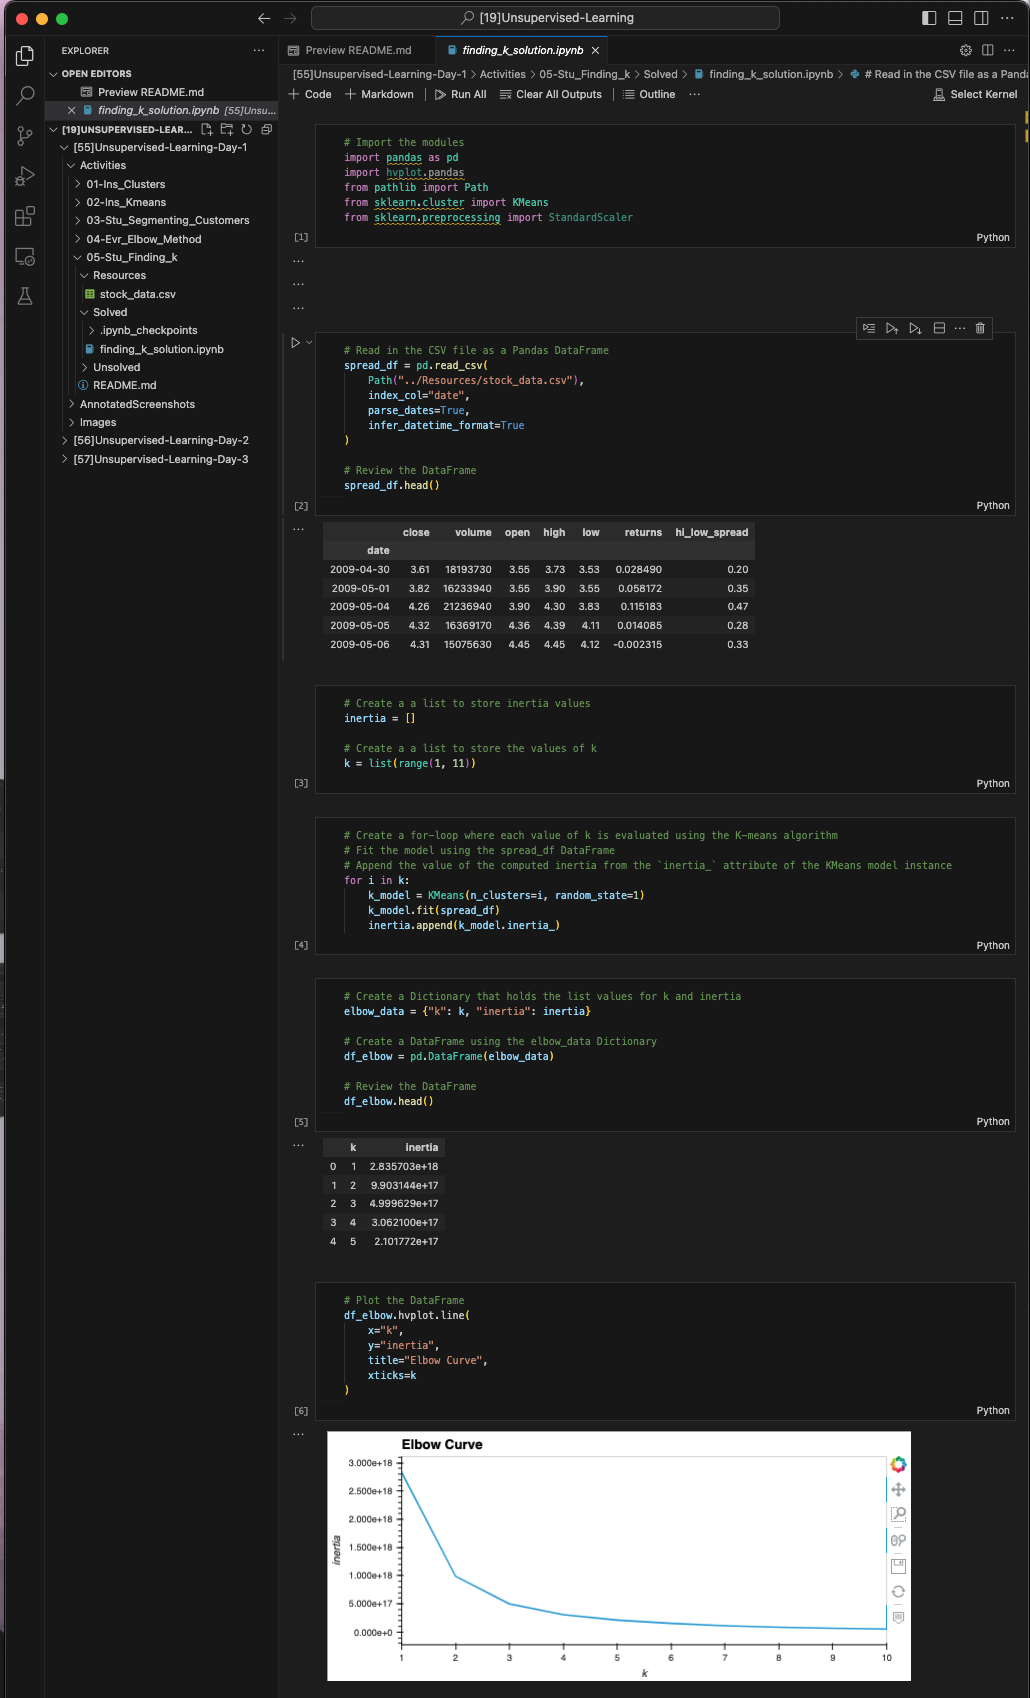 [19]Unsupervised-Learning
EXPLORER
OPEN EDITORS
Preview README.md
finding_k_solution.ipynb [55]Unsu...
[19]UNSUPERVISED-LEAR...
[55]Unsupervised-Learning-Day-1
Activities
01-Ins_Clusters
02-Ins_Kmeans
03-Stu_Segmenting_Customers
04-Evr_Elbow_Method
05-Stu_Finding_k
Resources
stock_data.csv
Solved
.ipynb_checkpoints
finding_k_solution.ipynb
Unsolved
README.md
AnnotatedScreenshots
Images
[56]Unsupervised-Learning-Day-2
[57]Unsupervised-Learning-Day-3
Preview README.md
finding_k_solution.ipynb
[55]Unsupervised-Learning-Day-1 > Activities > 05-Stu_Finding_k > Solved > finding_k_solution.ipynb > # Read in the CSV file as a Panda
+ Code + Markdown Run All Clear All Outputs Outline ... Select Kernel
# Import the modules
import pandas as pd
import hvplot.pandas
from pathlib import Path
from sklearn.cluster import KMeans
from sklearn.preprocessing import StandardScaler
[1] Python
# Read in the CSV file as a Pandas DataFrame
spread_df = pd.read_csv(
Path("../Resources/stock_data.csv"),
index_col="date",
parse_dates=True,
infer_datetime_format=True
)
# Review the DataFrame
spread_df.head()
[2] Python
close volume open high low returns hi_low_spread
date
2009-04-30 3.61 18193730 3.55 3.73 3.53 0.028490 0.20
2009-05-01 3.82 16233940 3.55 3.90 3.55 0.058172 0.35
2009-05-04 4.26 21236940 3.90 4.30 3.83 0.115183 0.47
2009-05-05 4.32 16369170 4.36 4.39 4.11 0.014085 0.28
2009-05-06 4.31 15075630 4.45 4.45 4.12 -0.002315 0.33
# Create a a list to store inertia values
inertia = []
# Create a a list to store the values of k
k = list(range(1, 11))
[3] Python
# Create a for-loop where each value of k is evaluated using the K-means algorithm
# Fit the model using the spread_df DataFrame
# Append the value of the computed inertia from the `inertia_` attribute of the KMeans model instance
for i in k:
k_model = KMeans(n_clusters=i, random_state=1)
k_model.fit(spread_df)
inertia.append(k_model.inertia_)
[4] Python
# Create a Dictionary that holds the list values for k and inertia
elbow_data = {"k": k, "inertia": inertia}
# Create a DataFrame using the elbow_data Dictionary
df_elbow = pd.DataFrame(elbow_data)
# Review the DataFrame
df_elbow.head()
[5] Python
k inertia
0 1 2.835703e+18
1 2 9.903144e+17
2 3 4.999629e+17
3 4 3.062100e+17
4 5 2.101772e+17
# Plot the DataFrame
df_elbow.hvplot.line(
x="k",
y="inertia",
title="Elbow Curve",
xticks=k
)
[6] Python
Elbow Curve
3.000e+18
2.500e+18
2.000e+18
1.500e+18
1.000e+18
5.000e+17
0.000e+0
inertia
1 2 3 4 5 6 7 8 9 10
k